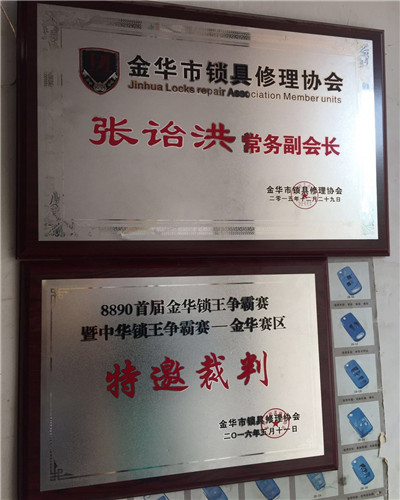 金华市锁具修理协会
Jinhua Locks repair Association Member units
张诒洪 常务副会长
金华市锁具修理协会
二零一五年十二月二十九日
8890首届金华锁王争霸赛
暨中华锁王争霸赛—金华赛区
特邀裁判
金华市锁具修理协会
二〇一六年五月十一日